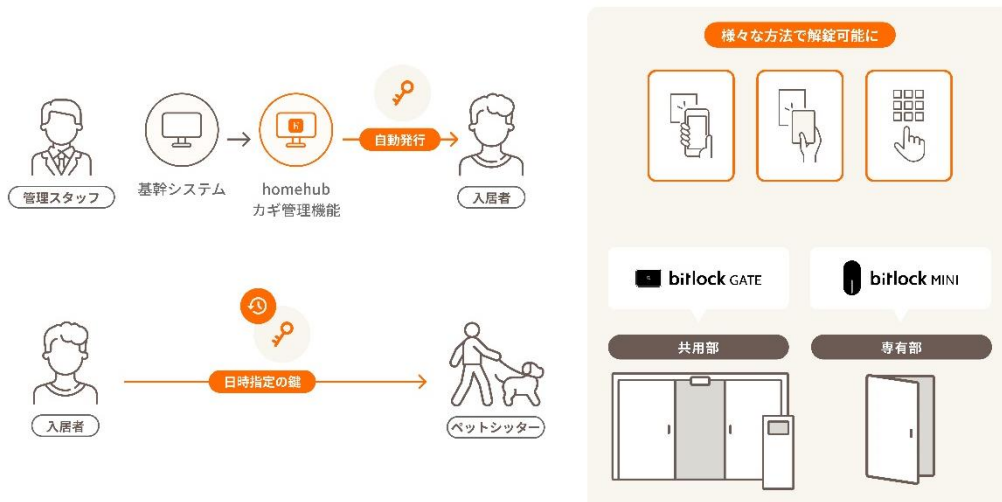 様々な方法で解錠可能に
自動発行
管理スタッフ
基幹システム
homehub
カギ管理機能
入居者
日時指定の鍵
入居者
ペットシッター
bitlock GATE
bitlock MINI
共用部
専有部